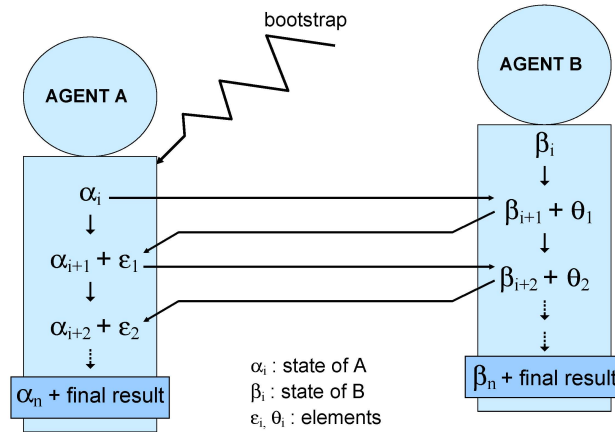 bootstrap
AGENT A
AGENT B
βi
αi
βi+1 + θ1
αi+1 + ε1
βi+2 + θ2
αi+2 + ε2
αn + final result
βn + final result
αi : state of A
βi : state of B
εi, θi : elements